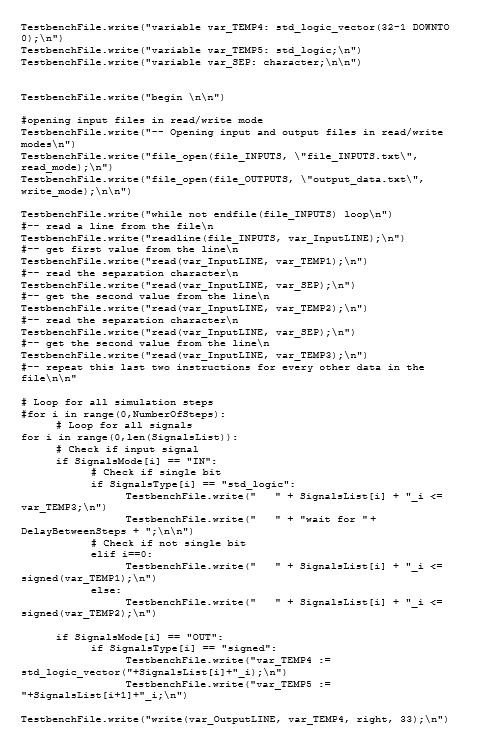 TestbenchFile.write("variable var_TEMP4: std_logic_vector(32-1 DOWNTO
0);\n")
TestbenchFile.write("variable var_TEMP5: std_logic;\n")
TestbenchFile.write("variable var_SEP: character;\n\n")
TestbenchFile.write("begin \n\n")
#opening input files in read/write mode
TestbenchFile.write("-- Opening input and output files in read/write
modes\n")
TestbenchFile.write("file_open(file_INPUTS, \"file_INPUTS.txt\",
read_mode);\n")
TestbenchFile.write("file_open(file_OUTPUTS, \"output_data.txt\",
write_mode);\n\n")
TestbenchFile.write("while not endfile(file_INPUTS) loop\n")
#-- read a line from the file\n
TestbenchFile.write("readline(file_INPUTS, var_InputLINE);\n")
#-- get first value from the line\n
TestbenchFile.write("read(var_InputLINE, var_TEMP1);\n")
#-- read the separation character\n
TestbenchFile.write("read(var_InputLINE, var_SEP);\n")
#-- get the second value from the line\n
TestbenchFile.write("read(var_InputLINE, var_TEMP2);\n")
#-- read the separation character\n
TestbenchFile.write("read(var_InputLINE, var_SEP);\n")
#-- get the second value from the line\n
TestbenchFile.write("read(var_InputLINE, var_TEMP3);\n")
#-- repeat this last two instructions for every other data in the
file\n\n"
# Loop for all simulation steps
#for i in range(0,NumberOfSteps):
# Loop for all signals
for i in range(0,len(SignalsList)):
# Check if input signal
if SignalsMode[i] == "IN":
# Check if single bit
if SignalsType[i] == "std_logic":
TestbenchFile.write("   " + SignalsList[i] + "_i <=
var_TEMP3;\n")
TestbenchFile.write("   " + "wait for "+
DelayBetweenSteps + ";\n\n")
# Check if not single bit
elif i==0:
TestbenchFile.write("   " + SignalsList[i] + "_i <=
signed(var_TEMP1);\n")
else:
TestbenchFile.write("   " + SignalsList[i] + "_i <=
signed(var_TEMP2);\n")
if SignalsMode[i] == "OUT":
if SignalsType[i] == "signed":
TestbenchFile.write("var_TEMP4 :=
std_logic_vector("+SignalsList[i]+"_i);\n")
TestbenchFile.write("var_TEMP5 :=
"+SignalsList[i+1]+"_i;\n")
TestbenchFile.write("write(var_OutputLINE, var_TEMP4, right, 33);\n")